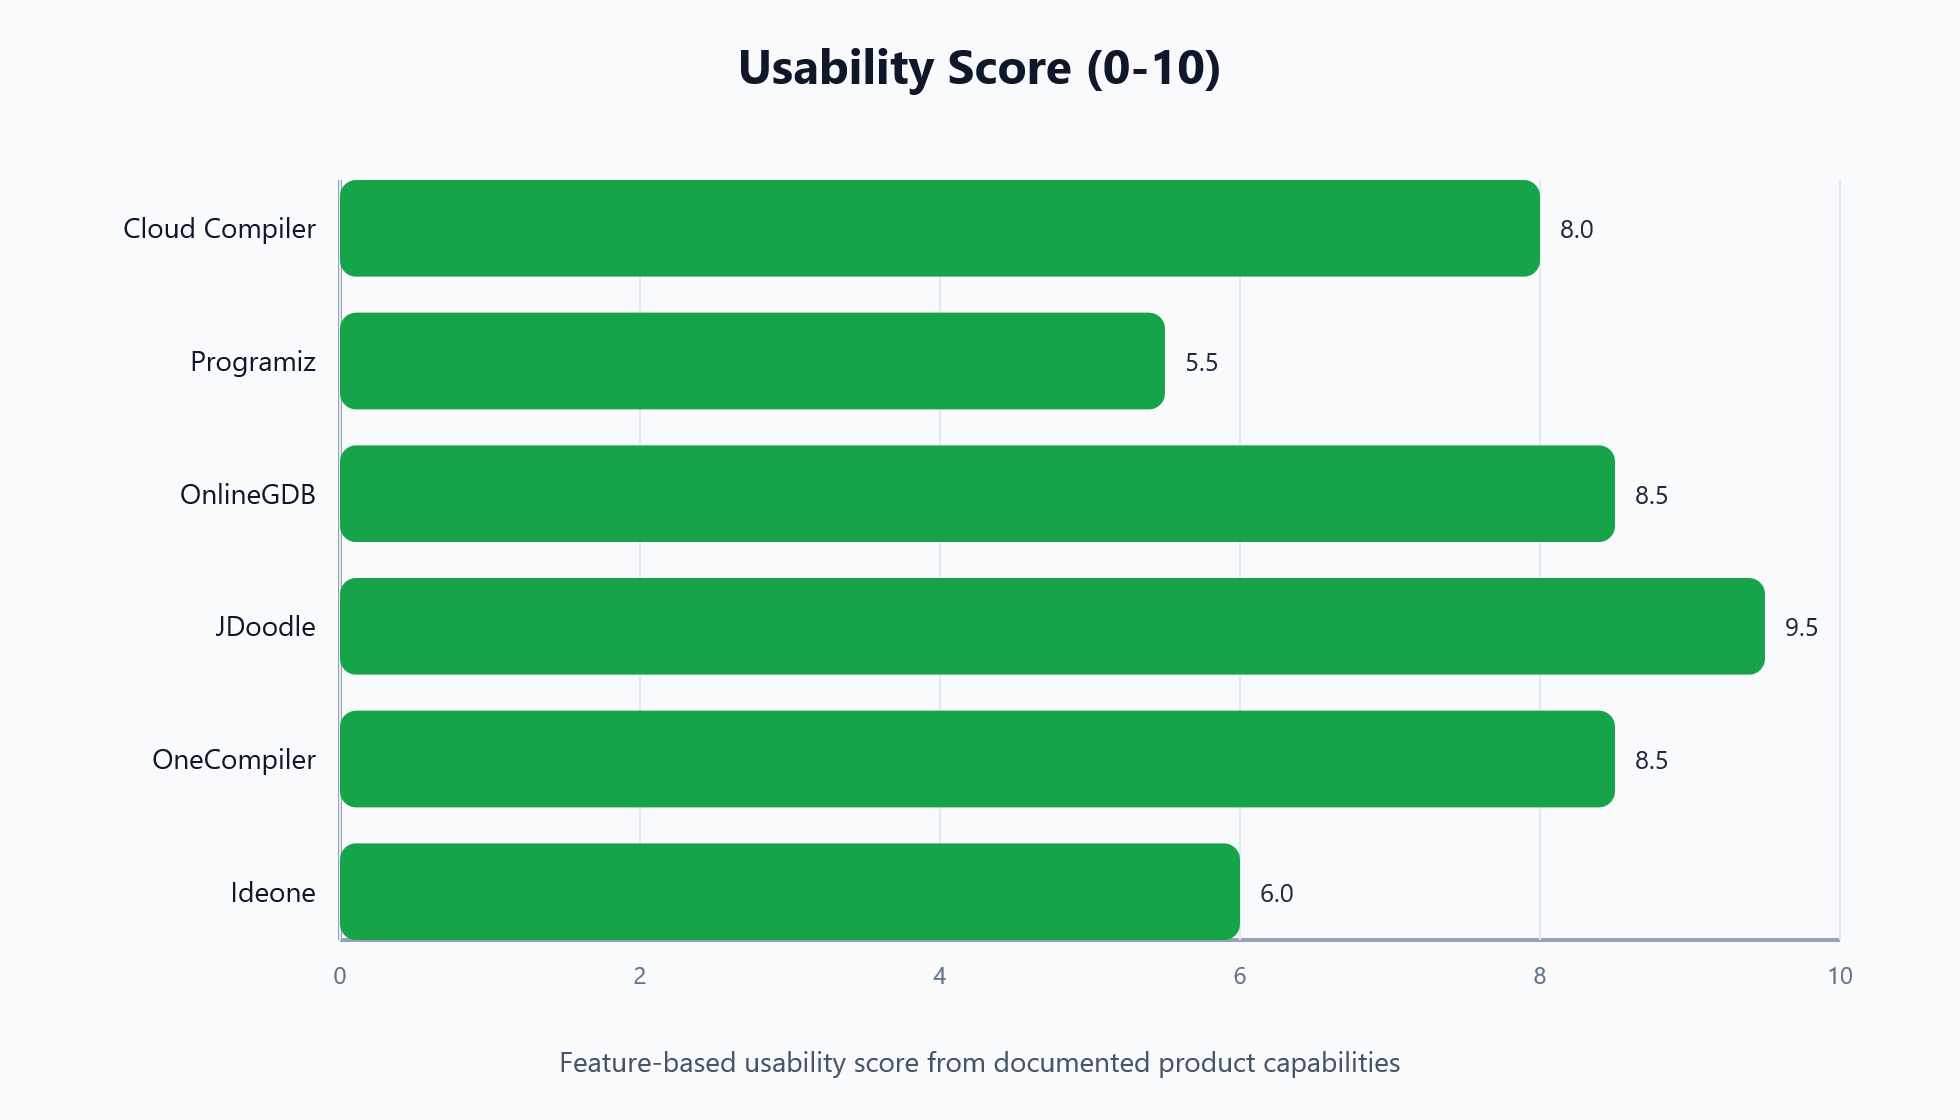 Usability Score (0-10)
Cloud Compiler
8.0
Programiz
5.5
OnlineGDB
8.5
JDoodle
9.5
OneCompiler
8.5
Ideone
6.0
0 2 4 6 8 10
Feature-based usability score from documented product capabilities